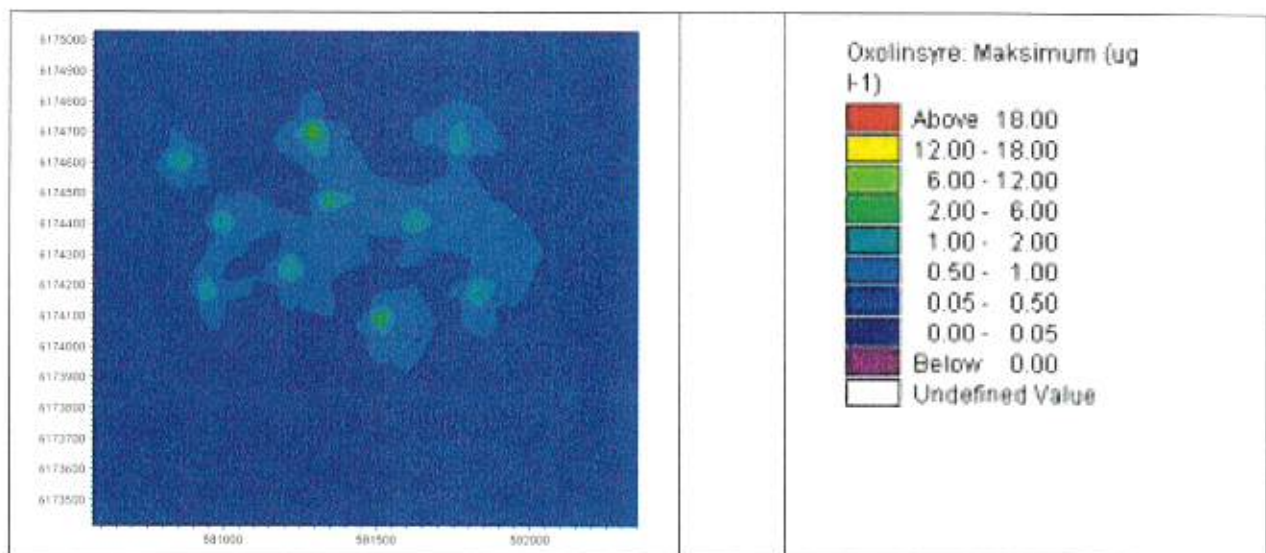 6175000
6174900
6174800
6174700
6174600
6174500
6174400
6174300
6174200
6174100
6174000
6173900
6173800
6173700
6173600
6173500
581000 581500 582000
Oxolinsyre: Maksimum (ug
l-1)
Above 18.00
12.00 - 18.00
6.00 - 12.00
2.00 - 6.00
1.00 - 2.00
0.50 - 1.00
0.05 - 0.50
0.00 - 0.05
Below 0.00
Undefined Value